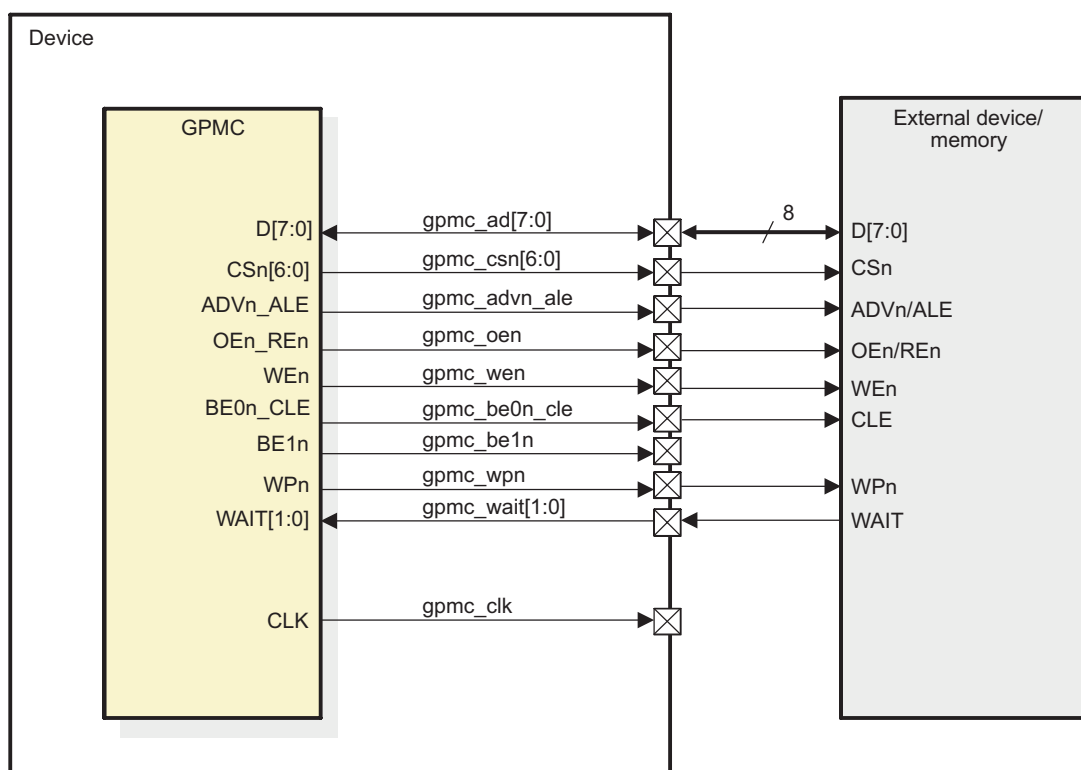 Device
GPMC
External device/
memory
D[7:0] gpmc_ad[7:0] 8 D[7:0]
CSn[6:0] gpmc_csn[6:0] CSn
ADVn_ALE gpmc_advn_ale ADVn/ALE
OEn_REn gpmc_oen OEn/REn
WEn gpmc_wen WEn
BE0n_CLE gpmc_be0n_cle CLE
BE1n gpmc_be1n
WPn gpmc_wpn WPn
WAIT[1:0] gpmc_wait[1:0] WAIT
CLK gpmc_clk